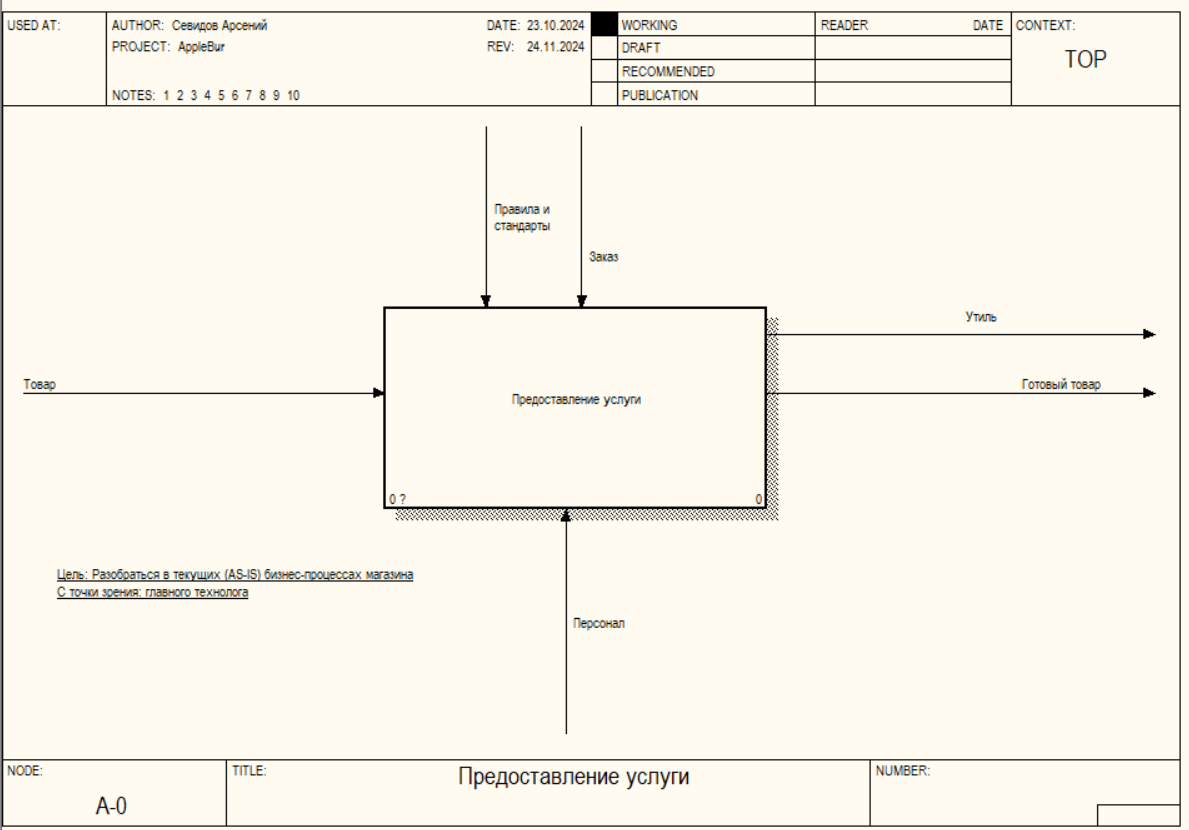 USED AT:
AUTHOR: Севидов Арсений
DATE: 23.10.2024
WORKING
READER
DATE
CONTEXT:
PROJECT: AppleBur
REV: 24.11.2024
DRAFT
TOP
RECOMMENDED
NOTES: 1 2 3 4 5 6 7 8 9 10
PUBLICATION
Правила и
стандарты
Заказ
Утиль
Товар
Готовый товар
Предоставление услуги
0 ?
0
Цель: Разобраться в текущих (AS-IS) бизнес-процессах магазина
С точки зрения: главного технолога
Персонал
NODE:
TITLE:
NUMBER:
Предоставление услуги
A-0